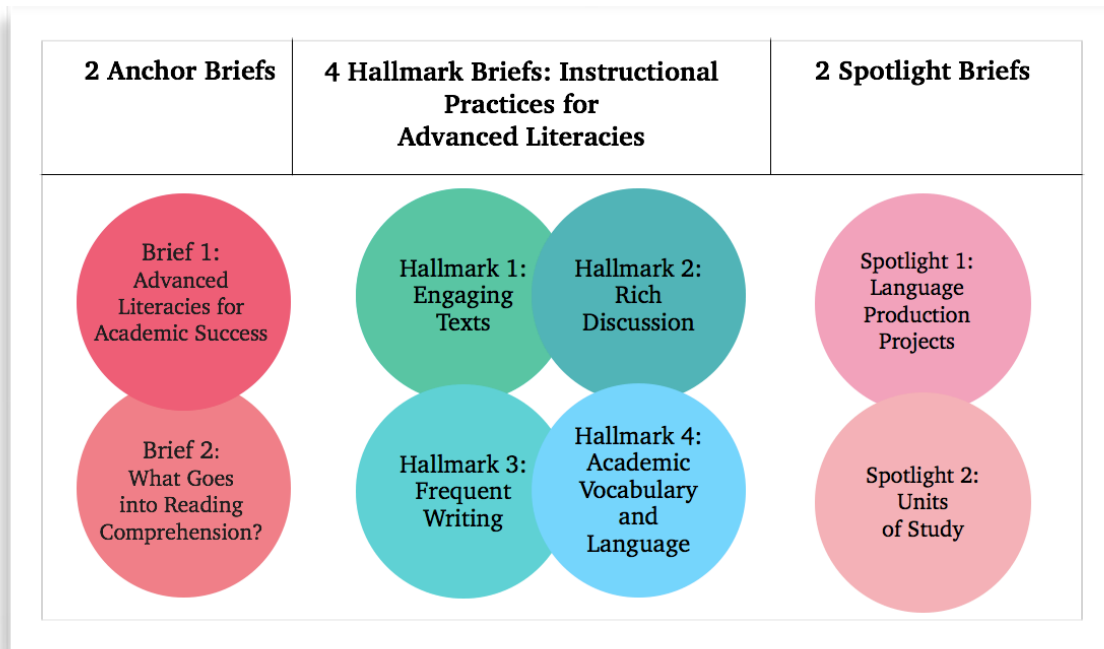 2 Anchor Briefs
4 Hallmark Briefs: Instructional
Practices for
Advanced Literacies
2 Spotlight Briefs
Brief 1:
Advanced
Literacies for
Academic Success
Brief 2:
What Goes
into Reading
Comprehension?
Hallmark 1:
Engaging
Texts
Hallmark 2:
Rich
Discussion
Hallmark 3:
Frequent
Writing
Hallmark 4:
Academic
Vocabulary
and
Language
Spotlight 1:
Language
Production
Projects
Spotlight 2:
Units
of Study